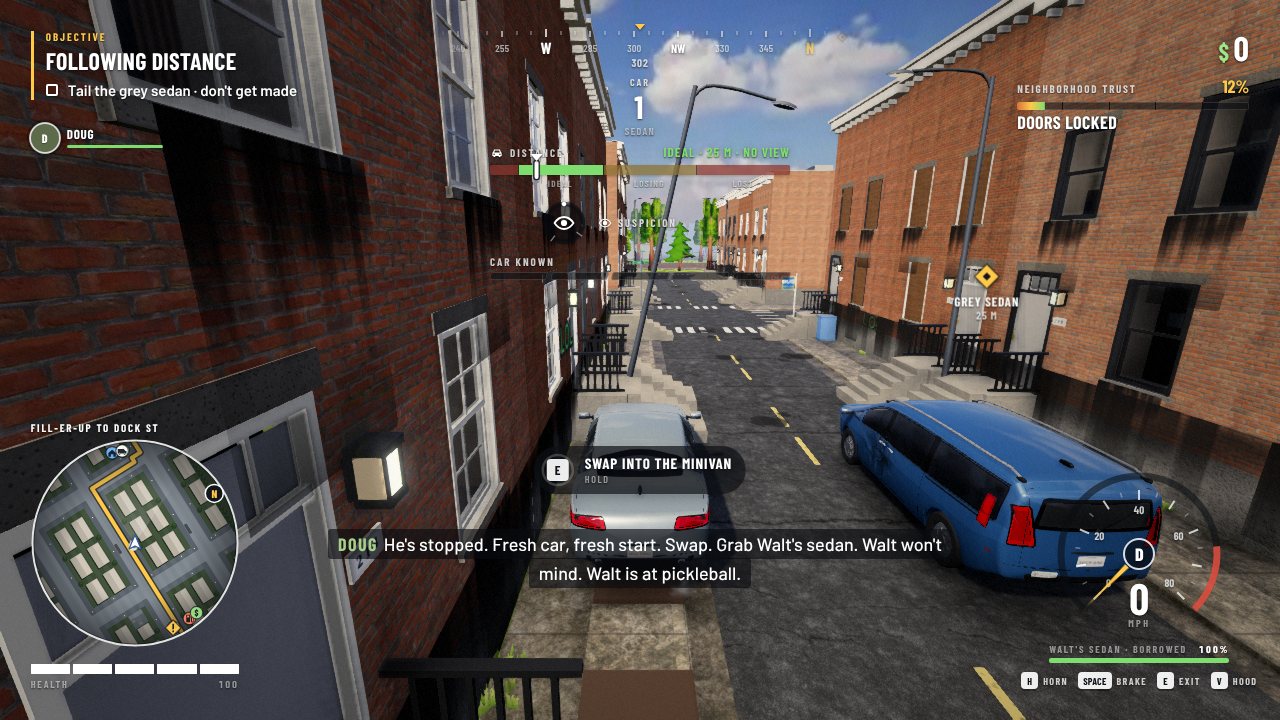 OBJECTIVE
FOLLOWING DISTANCE
Tail the grey sedan · don't get made
D
DOUG
255 W 285 300 NW 330 345 N
302
CAR
1
SEDAN
DISTANCE
IDEAL · 25 M · NO VIEW
IDEAL LOSING LOST
SUSPICION
CAR KNOWN
$0
NEIGHBORHOOD TRUST 12%
DOORS LOCKED
GREY SEDAN
25 M
E SWAP INTO THE MINIVAN
HOLD
DOUG He's stopped. Fresh car, fresh start. Swap. Grab Walt's sedan. Walt won't
mind. Walt is at pickleball.
FILL-ER-UP TO DOCK ST
N
$
!
HEALTH 100
0 20 40 60 80
D
0
MPH
WALT'S SEDAN · BORROWED 100%
H HORN SPACE BRAKE E EXIT V HOOD